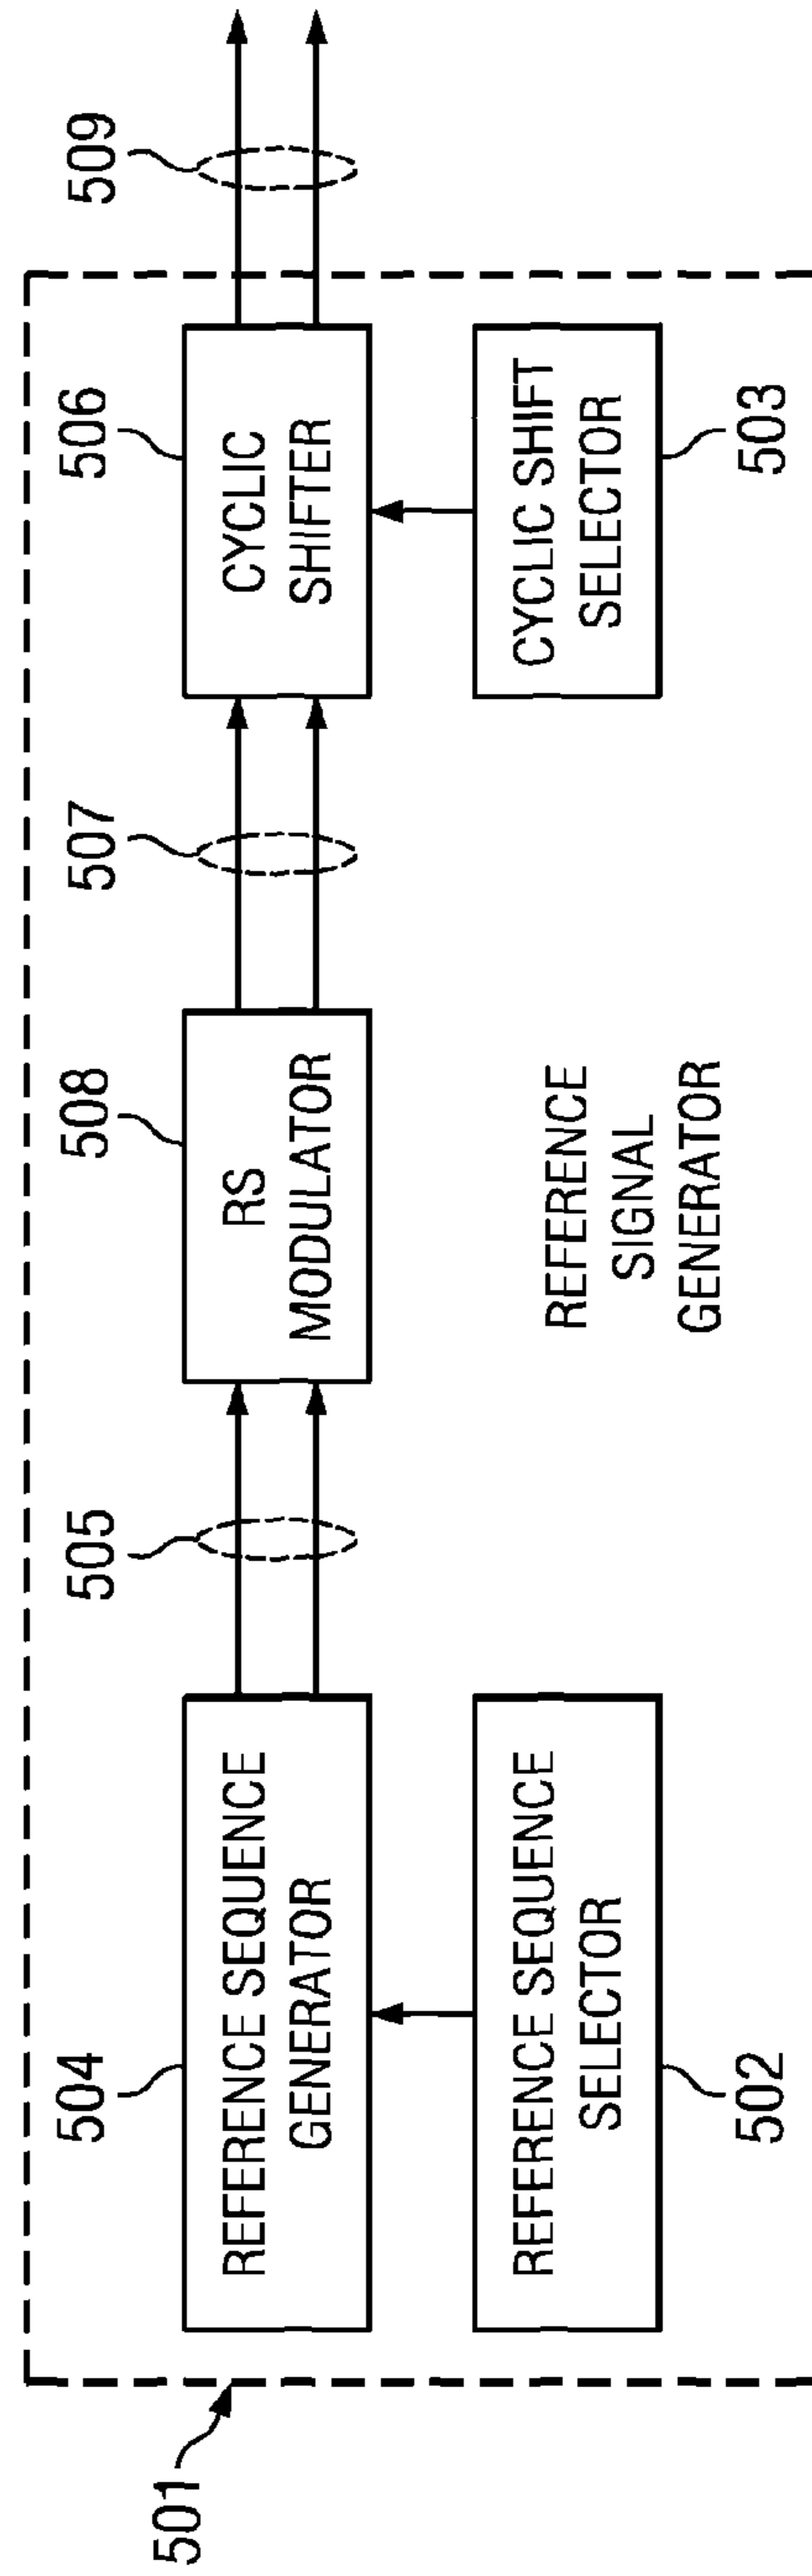 501
504
REFERENCE SEQUENCE
GENERATOR
505
508
RS
MODULATOR
507
506
CYCLIC
SHIFTER
509
REFERENCE SEQUENCE
SELECTOR
502
REFERENCE
SIGNAL
GENERATOR
CYCLIC SHIFT
SELECTOR
503